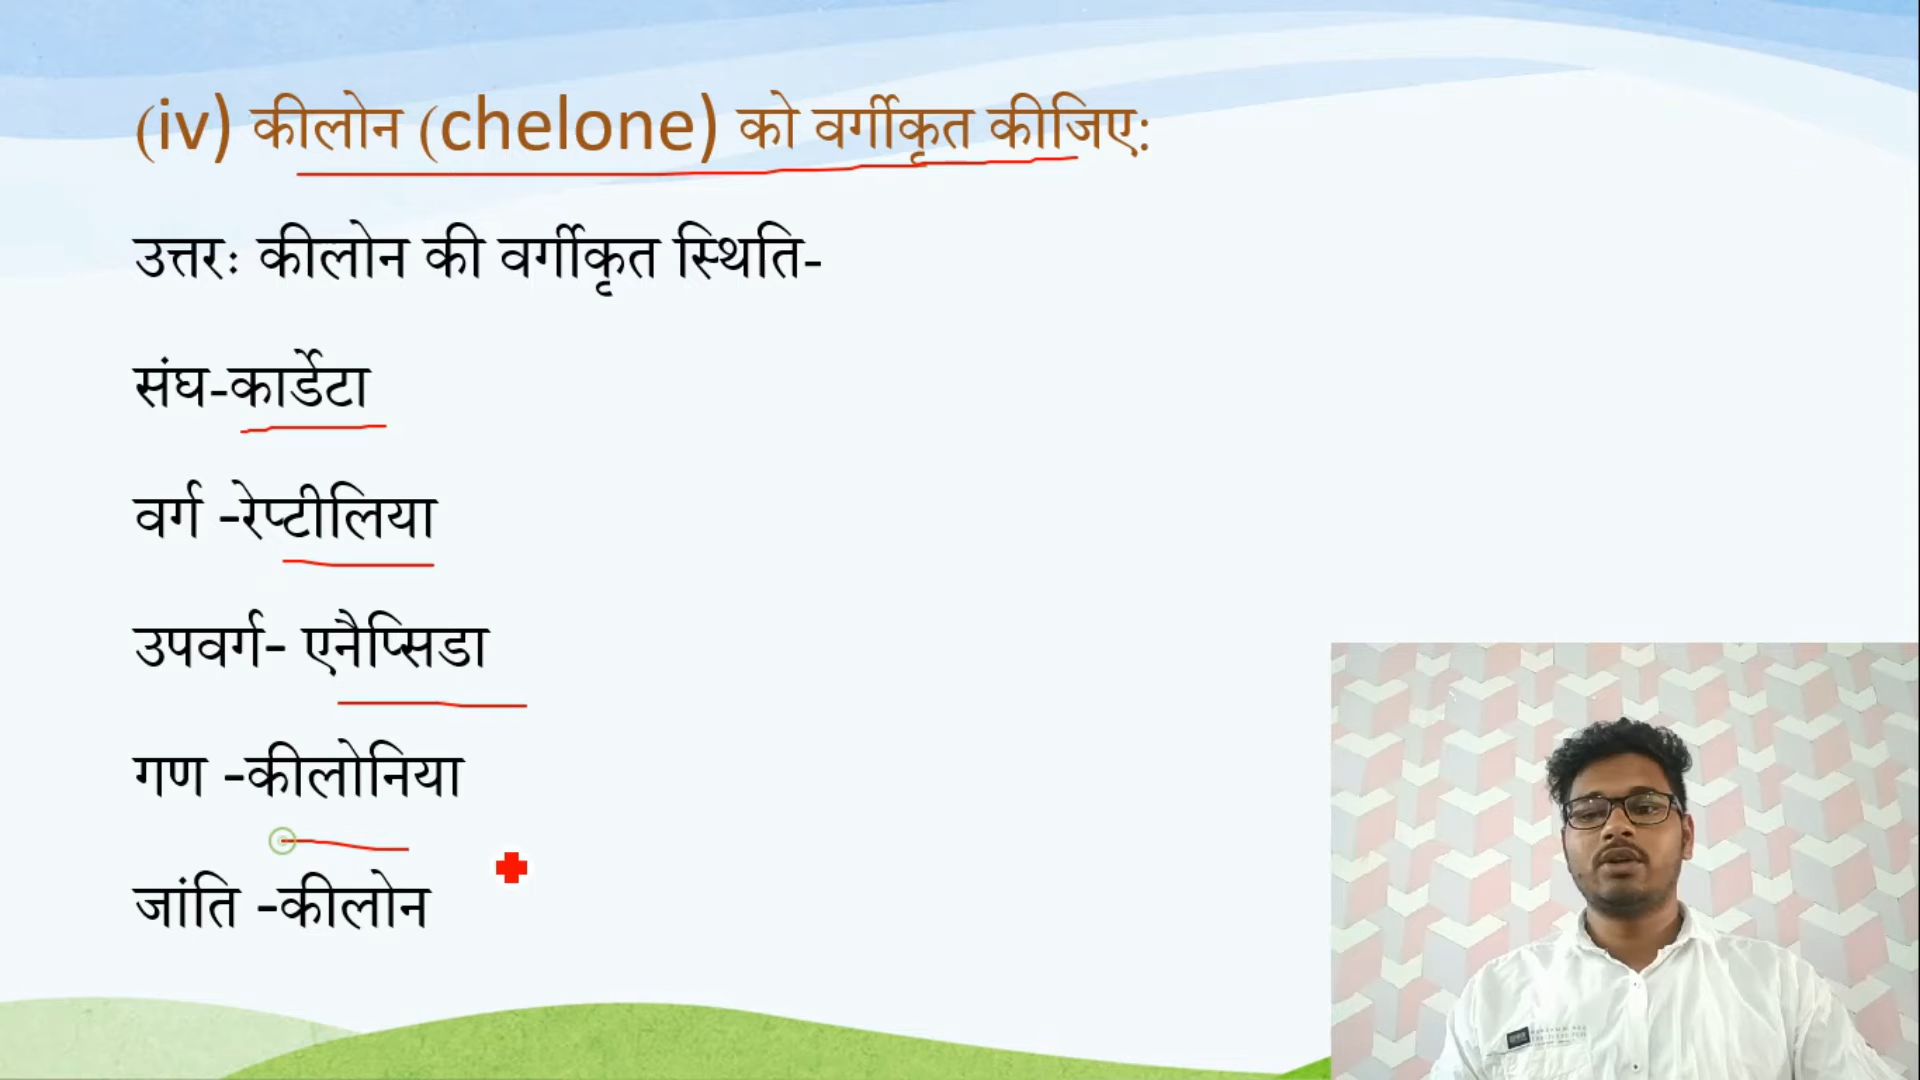 (iv) कीलोन (chelone) को वर्गीकृत कीजिए:
उत्तरः कीलोन की वर्गीकृत स्थिति-
संघ-कार्डेटा
वर्ग -रेप्टीलिया
उपवर्ग- एनैप्सिडा
गण -कीलोनिया
जांति -कीलोन